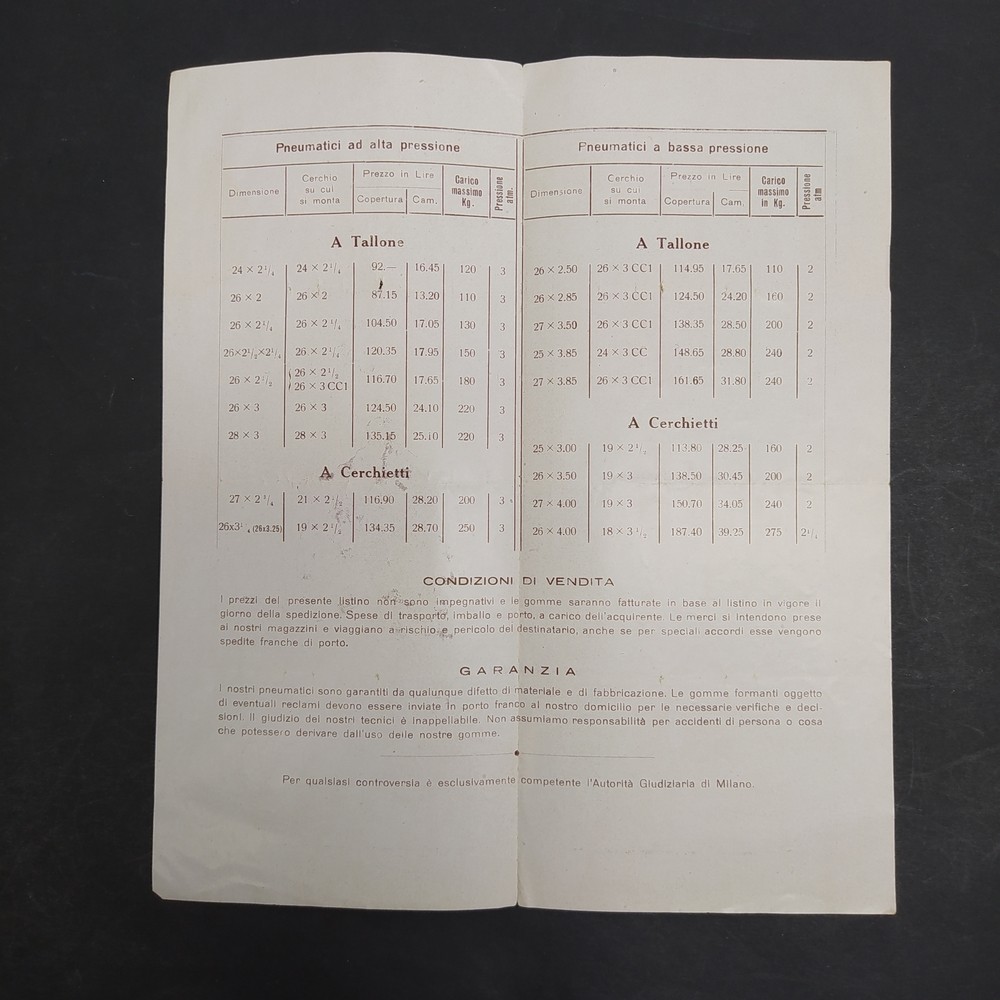 Pneumatici ad alta pressione
Dimensione Cerchio su cui si monta Prezzo in Lire Copertura Cam. Carico massimo Kg. Pressione atm.
A Tallone
24 × 2 1/4 24 × 2 1/4 92.— 16.45 120 3
26 × 2 26 × 2 87.15 13.20 110 3
26 × 2 1/4 26 × 2 1/4 104.50 17.05 130 3
26×2 1/2×2 1/4 26 × 2 1/4 120.35 17.95 150 3
26 × 2 1/2 26 × 2 1/2 26 × 3 CC1 116.70 17.65 180 3
26 × 3 26 × 3 124.50 24.10 220 3
28 × 3 28 × 3 135.15 25.10 220 3
A Cerchietti
27 × 2 3/4 21 × 2 1/2 116.90 28.20 200 3
26x3 1/4 (26x3.25) 19 × 2 1/2 134.35 28.70 250 3
Pneumatici a bassa pressione
Dimensione Cerchio su cui si monta Prezzo in Lire Copertura Cam. Carico massimo in Kg. Pressione atm
A Tallone
26 × 2.50 26 × 3 CC1 114.95 17.65 110 2
26 × 2.85 26 × 3 CC1 124.50 24.20 160 2
27 × 3.50 26 × 3 CC1 138.35 28.50 200 2
25 × 3.85 24 × 3 CC 148.65 28.80 240 2
27 × 3.85 26 × 3 CC1 161.65 31.80 240 2
A Cerchietti
25 × 3.00 19 × 2 1/2 113.80 28.25 160 2
26 × 3.50 19 × 3 138.50 30.45 200 2
27 × 4.00 19 × 3 150.70 34.05 240 2
26 × 4.00 18 × 3 1/2 187.40 39.25 275 2 1/4
CONDIZIONI DI VENDITA
I prezzi del presente listino non sono impegnativi e le gomme saranno fatturate in base al listino in vigore il
giorno della spedizione. Spese di trasporto, imballo e porto, a carico dell'acquirente. Le merci si intendono prese
ai nostri magazzini e viaggiano a rischio e pericolo del destinatario, anche se per speciali accordi esse vengono
spedite franche di porto.
GARANZIA
I nostri pneumatici sono garantiti da qualunque difetto di materiale e di fabbricazione. Le gomme formanti oggetto
di eventuali reclami devono essere inviate in porto franco al nostro domicilio per le necessarie verifiche e deci-
sioni. Il giudizio dei nostri tecnici è inappellabile. Non assumiamo responsabilità per accidenti di persona o cosa
che potessero derivare dall'uso delle nostre gomme.
Per qualsiasi controversia è esclusivamente competente l'Autorità Giudiziaria di Milano.